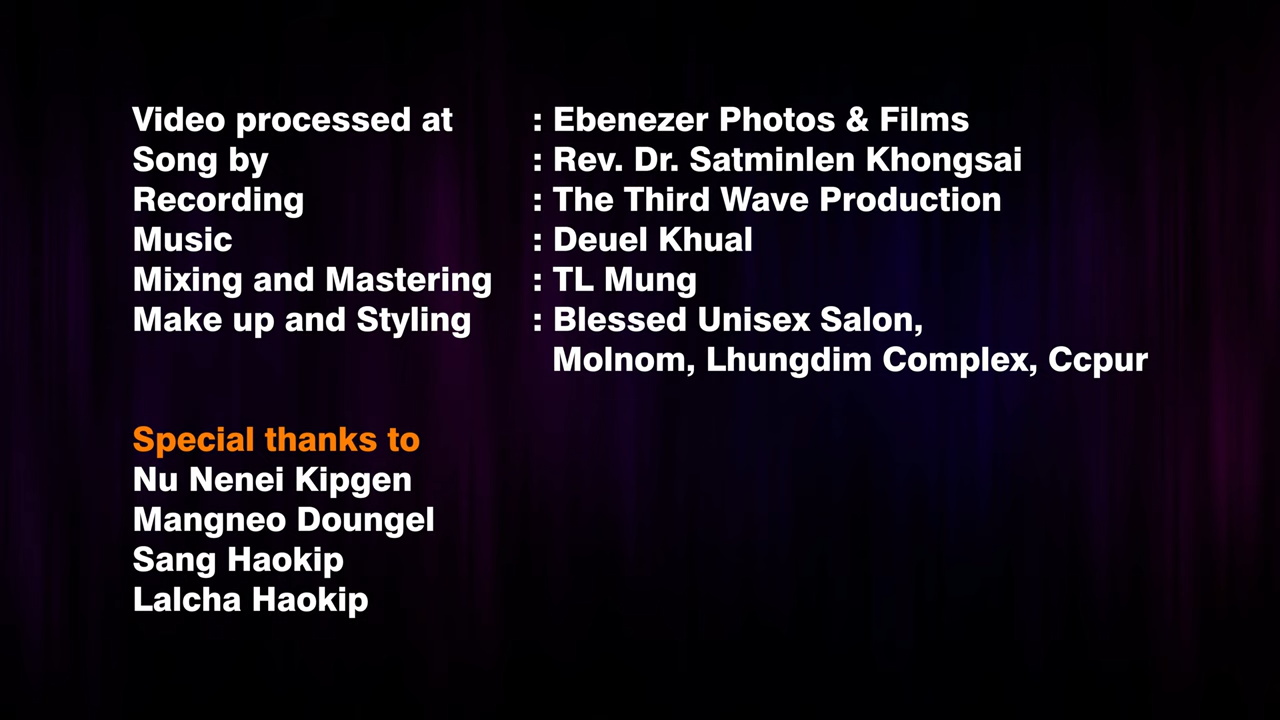 Video processed at : Ebenezer Photos & Films
Song by : Rev. Dr. Satminlen Khongsai
Recording : The Third Wave Production
Music : Deuel Khual
Mixing and Mastering : TL Mung
Make up and Styling : Blessed Unisex Salon,
Molnom, Lhungdim Complex, Ccpur
Special thanks to
Nu Nenei Kipgen
Mangneo Doungel
Sang Haokip
Lalcha Haokip